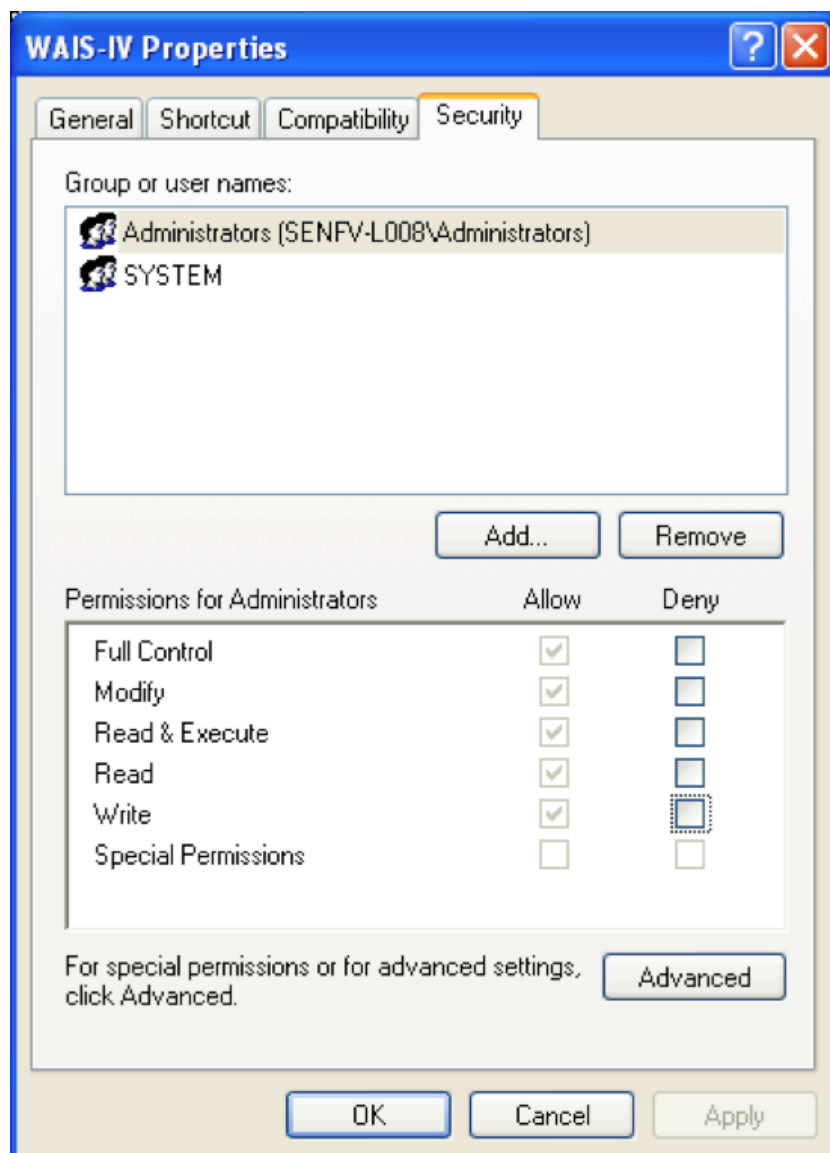 WAIS-IV Properties
General Shortcut Compatibility Security
Group or user names:
Administrators (SENFV-L008\Administrators)
SYSTEM
Add... Remove
Permissions for Administrators Allow Deny
Full Control
Modify
Read & Execute
Read
Write
Special Permissions
For special permissions or for advanced settings,
click Advanced.
Advanced
OK Cancel Apply